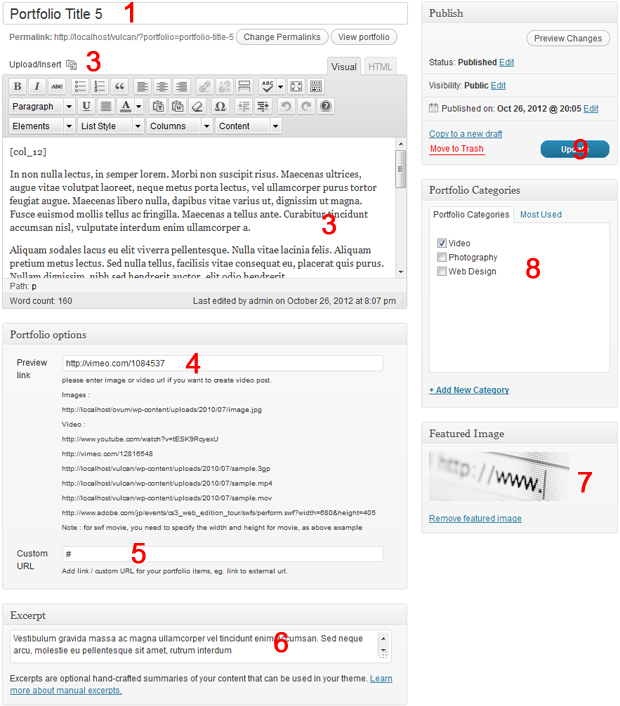 Portfolio Title 5
1
Permalink: http://localhost/vulcan/?portfolio=portfolio-title-5 Change Permalinks View portfolio
Upload/Insert
3
Visual HTML
B I ABC
ABC
Paragraph U A
Elements List Style Columns Content
[col_12]
In non nulla lectus, in semper lorem. Morbi non suscipit risus. Maecenas ultrices,
augue vitae volutpat laoreet, neque metus porta lectus, vel ullamcorper purus tortor
feugiat augue. Maecenas libero nulla, dapibus vitae varius ut, dignissim ut magna.
Fusce euismod mollis tellus ac fringilla. Maecenas a tellus ante. Curabitur tincidunt
accumsan nisl, vulputate interdum enim ullamcorper a.
3
Aliquam sodales lacus eu elit viverra pellentesque. Nulla vitae lacinia felis. Aliquam
pretium metus lectus. Sed nulla tellus, facilisis vitae consequat eu, placerat quis purus.
Nullam dignissim, nibh sed hendrerit auctor, elit odio hendrerit
Path: p
Word count: 160 Last edited by admin on October 26, 2012 at 8:07 pm
Portfolio options
Preview link
http://vimeo.com/1084537
4
please enter image or video url if you want to create video post.
Images :
http://localhost/ovum/wp-content/uploads/2010/07/image.jpg
Video :
http://www.youtube.com/watch?v=tESK9RoyexU
http://vimeo.com/12816548
http://localhost/vulcan/wp-content/uploads/2010/07/sample.3gp
http://localhost/vulcan/wp-content/uploads/2010/07/sample.mp4
http://localhost/vulcan/wp-content/uploads/2010/07/sample.mov
http://www.adobe.com/jp/events/cs3_web_edition_tour/swfs/perform.swf?width=680&height=405
Note : for swf movie, you need to specify the width and height for movie, as above example
Custom URL
#
5
Add link / custom URL for your portfolio items, eg. link to external url.
Excerpt
Vestibulum gravida massa ac magna ullamcorper vel tincidunt enim accumsan. Sed neque
arcu, molestie eu pellentesque sit amet, rutrum interdum
6
Excerpts are optional hand-crafted summaries of your content that can be used in your theme. Learn
more about manual excerpts.
Publish
Preview Changes
Status: Published Edit
Visibility: Public Edit
Published on: Oct 26, 2012 @ 20:05 Edit
Copy to a new draft
Move to Trash
Update
9
Portfolio Categories
Portfolio Categories Most Used
Video
Photography
Web Design
8
+ Add New Category
Featured Image
http://www.
7
Remove featured image